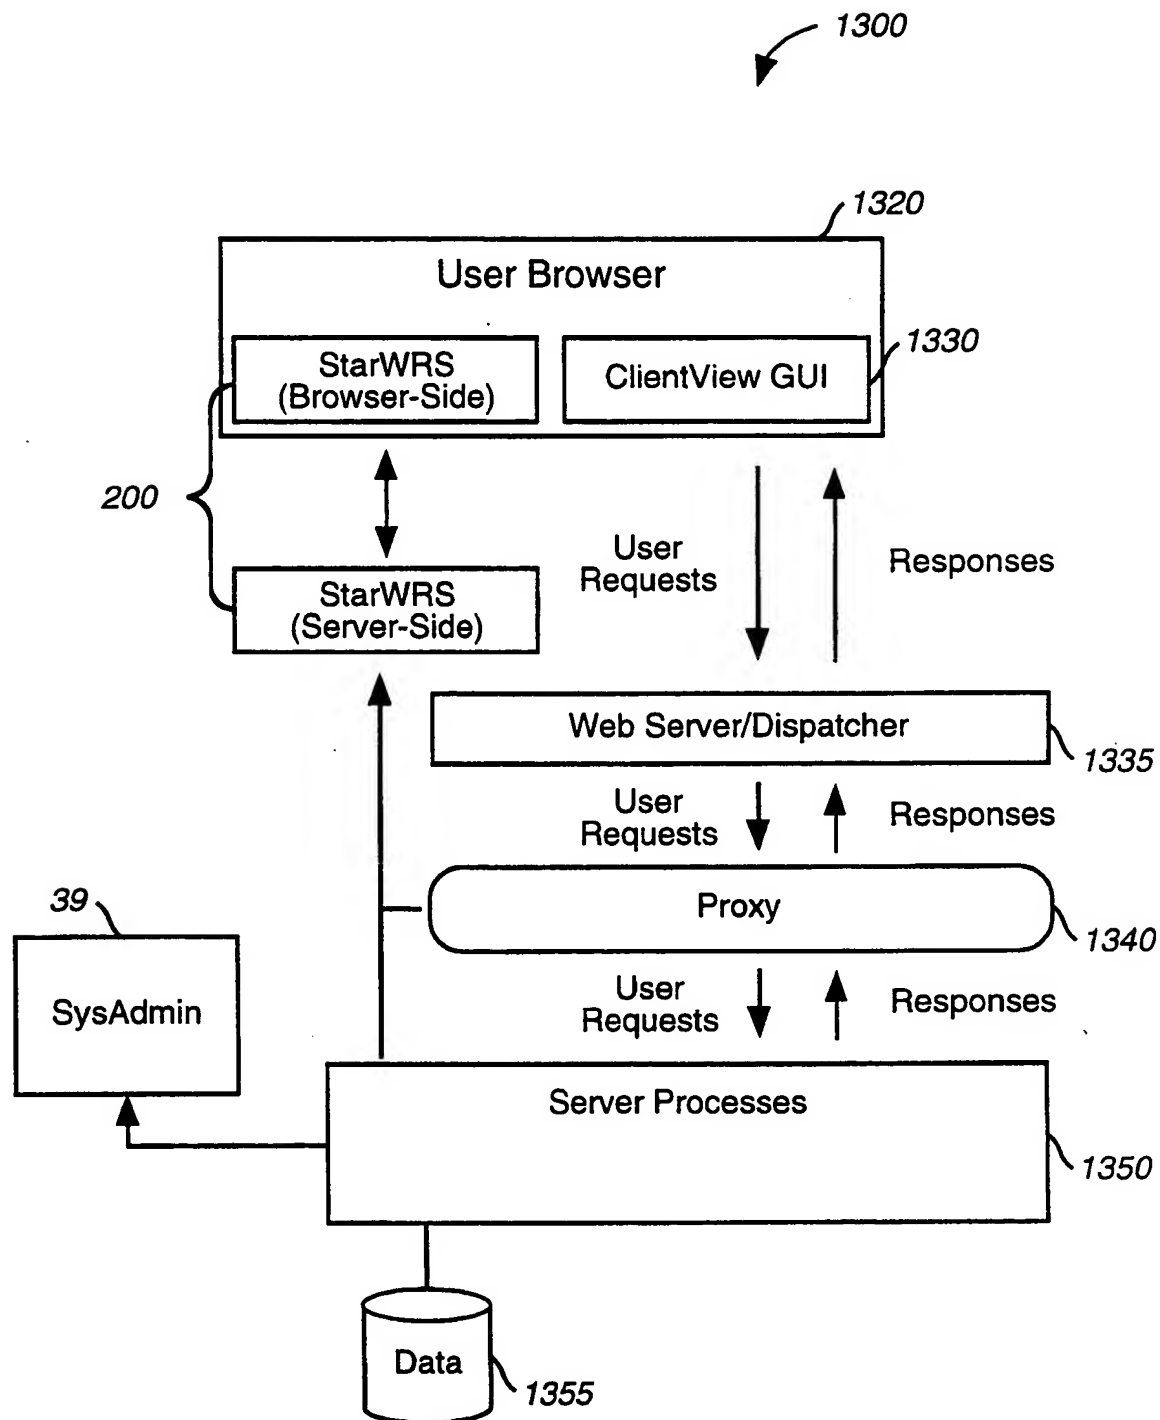 1300
1320
User Browser
1330
StarWRS
(Browser-Side)
ClientView GUI
200
User
Requests
Responses
StarWRS
(Server-Side)
Web Server/Dispatcher
1335
User
Requests
Responses
39
Proxy
1340
SysAdmin
User
Requests
Responses
Server Processes
1350
Data
1355